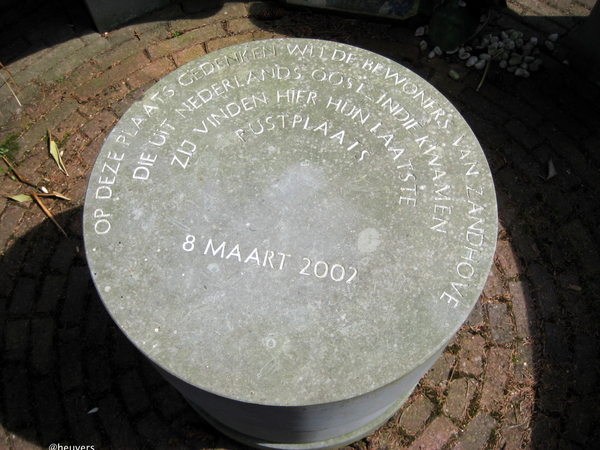 OP DEZE PLAATS GEDENKEN WIJ DE BEWONERS VAN ZANDHOVE
DIE UIT NEDERLANDS OOST-INDIË KWAMEN
ZIJ VINDEN HIER HUN LAATSTE
RUSTPLAATS
8 MAART 2002
@heuvers